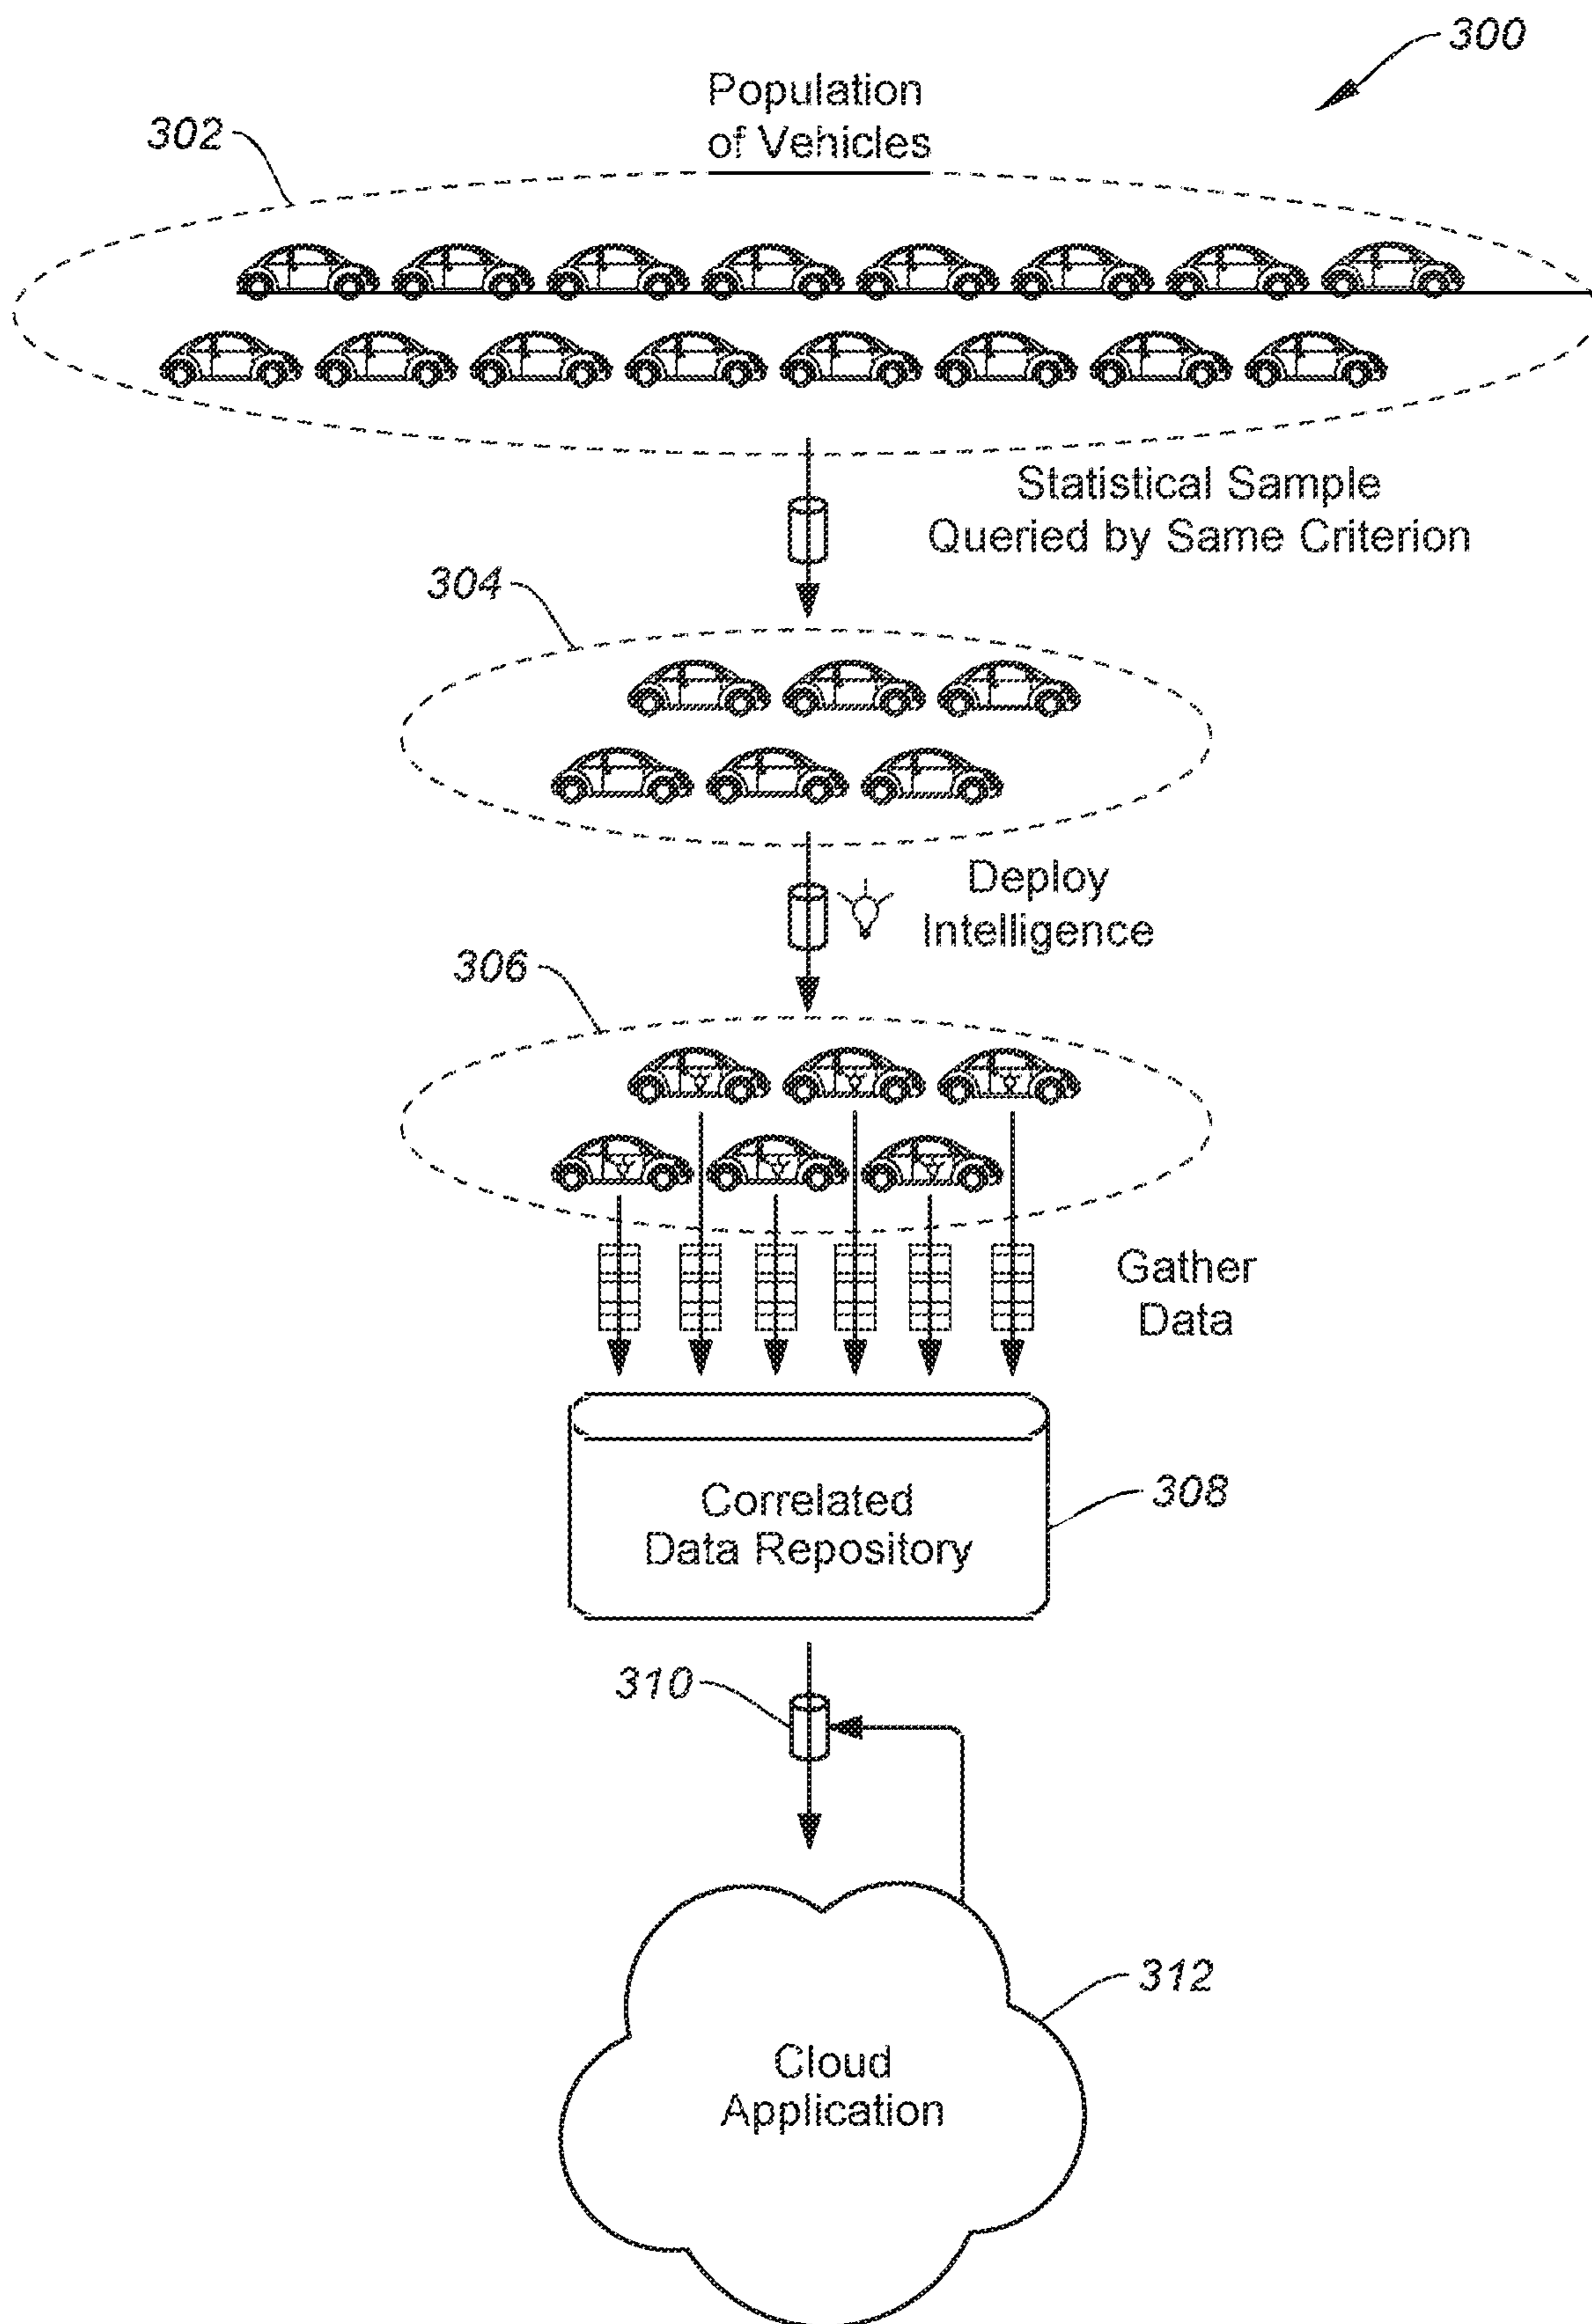 300
Population
of Vehicles
302
Statistical Sample
Queried by Same Criterion
304
Deploy
Intelligence
306
Gather
Data
Correlated
Data Repository
308
310
312
Cloud
Application